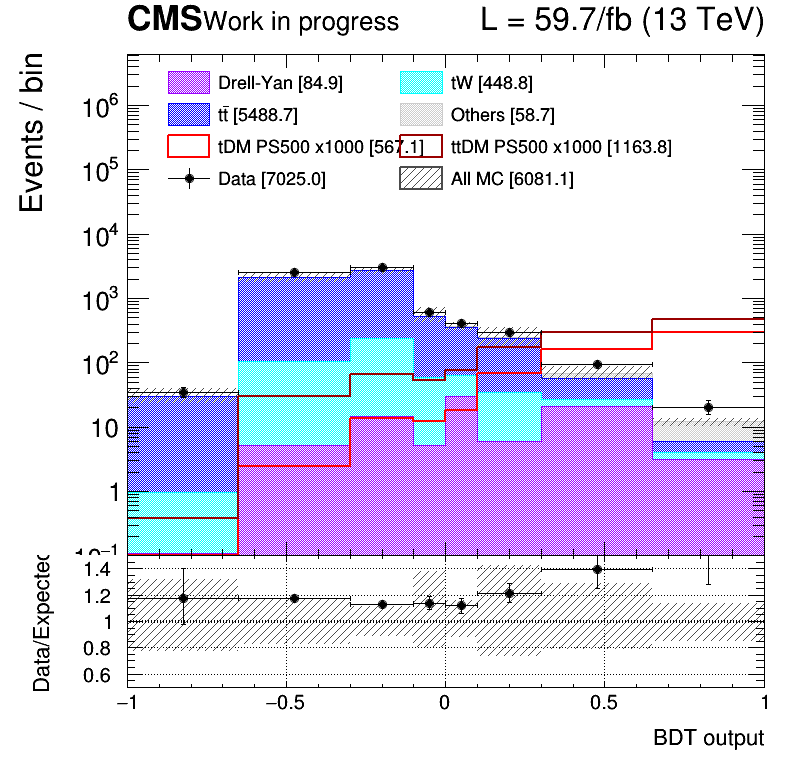 CMS Work in progress L = 59.7/fb (13 TeV)
Events / bin
Drell-Yan [84.9] tW [448.8]
tt̄ [5488.7] Others [58.7]
tDM PS500 x1000 [567.1] ttDM PS500 x1000 [1163.8]
Data [7025.0] All MC [6081.1]
10⁶
10⁵
10⁴
10³
10²
10
1
10⁻¹
Data/Expected
1.4
1.2
1
0.8
0.6
−1 −0.5 0 0.5 1
BDT output